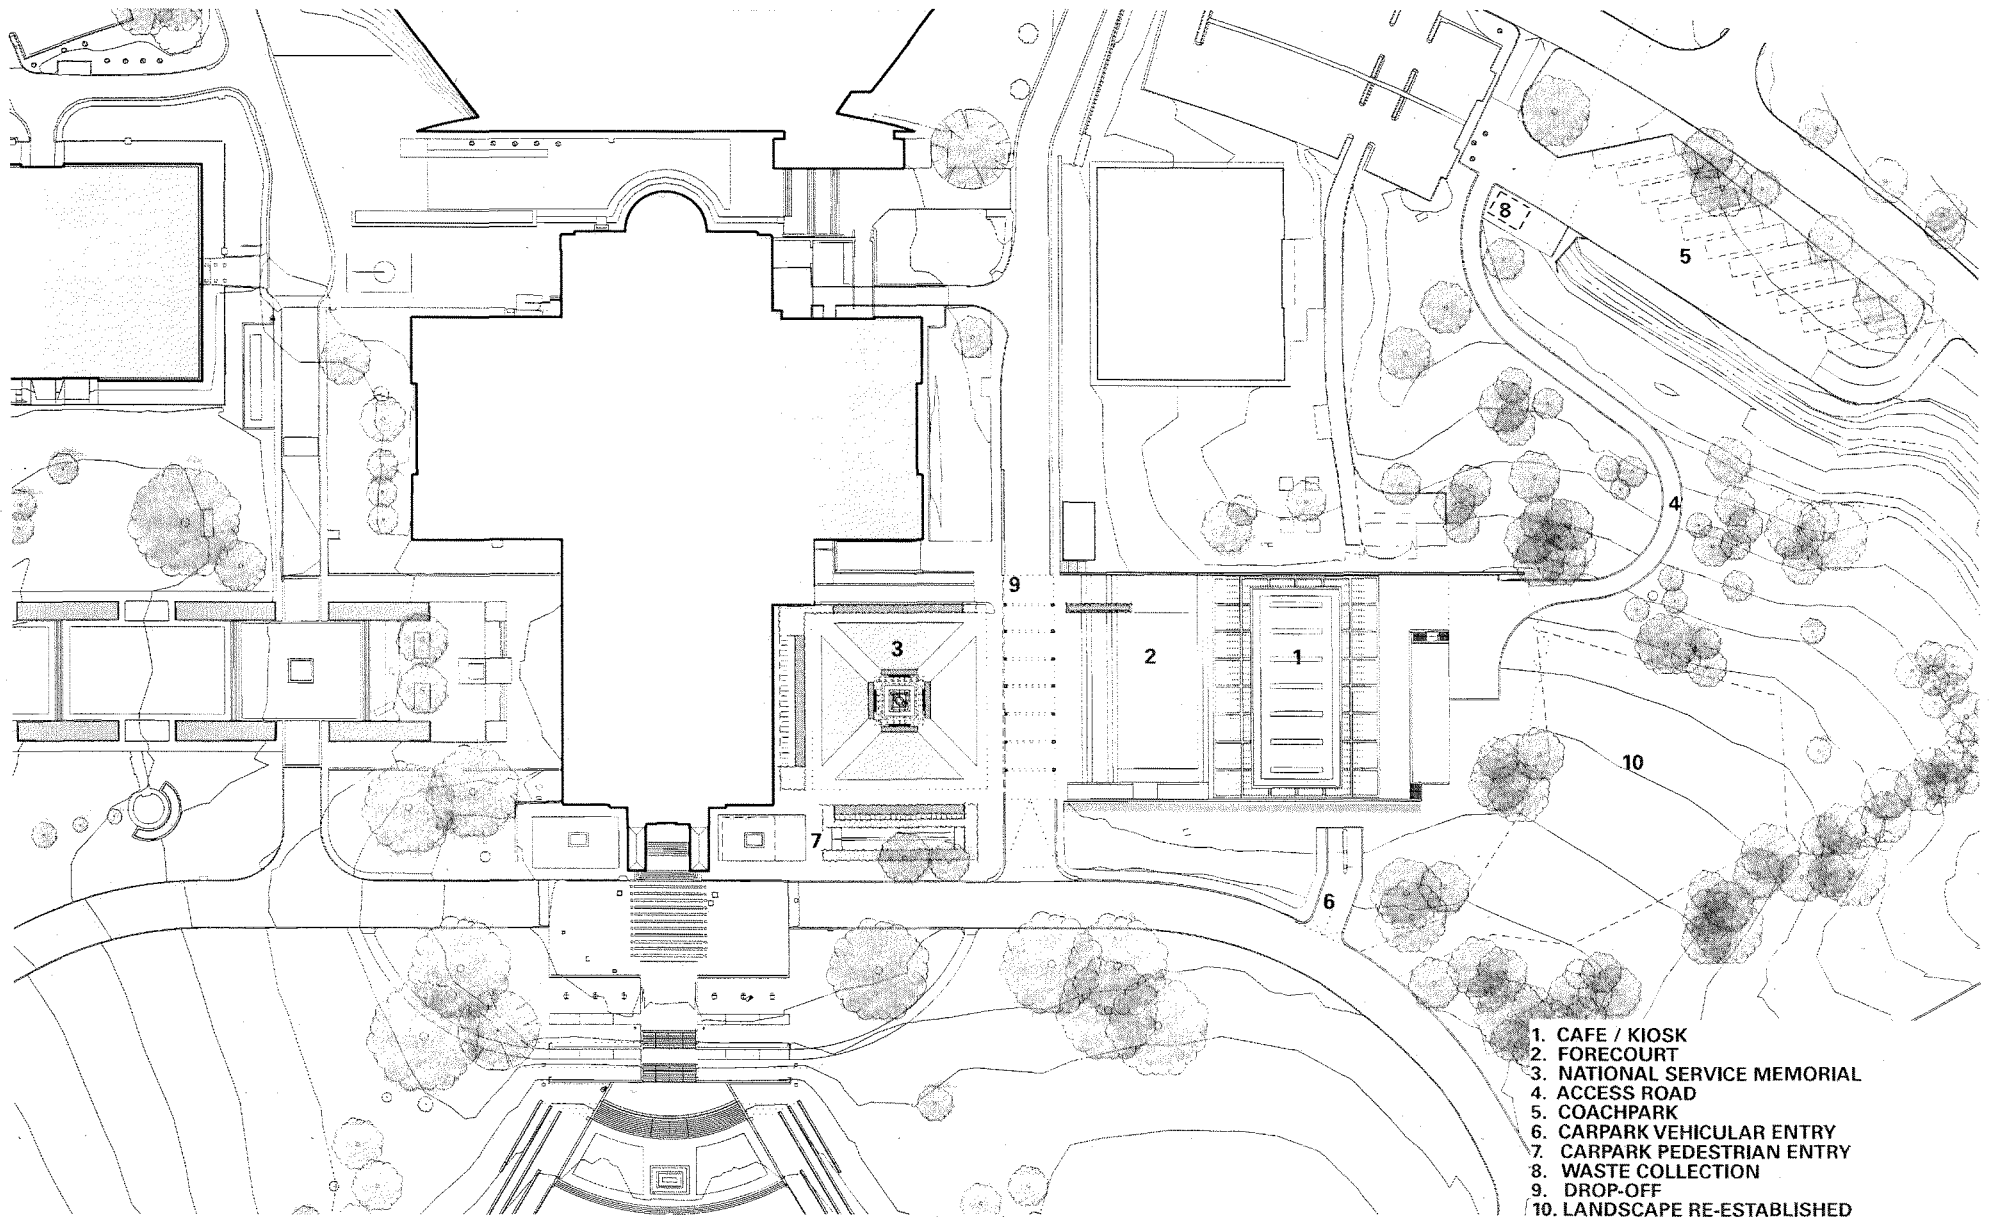 8
5
4
9
3
2
1
10
7
6
1. CAFE / KIOSK
2. FORECOURT
3. NATIONAL SERVICE MEMORIAL
4. ACCESS ROAD
5. COACHPARK
6. CARPARK VEHICULAR ENTRY
7. CARPARK PEDESTRIAN ENTRY
8. WASTE COLLECTION
9. DROP-OFF
10. LANDSCAPE RE-ESTABLISHED